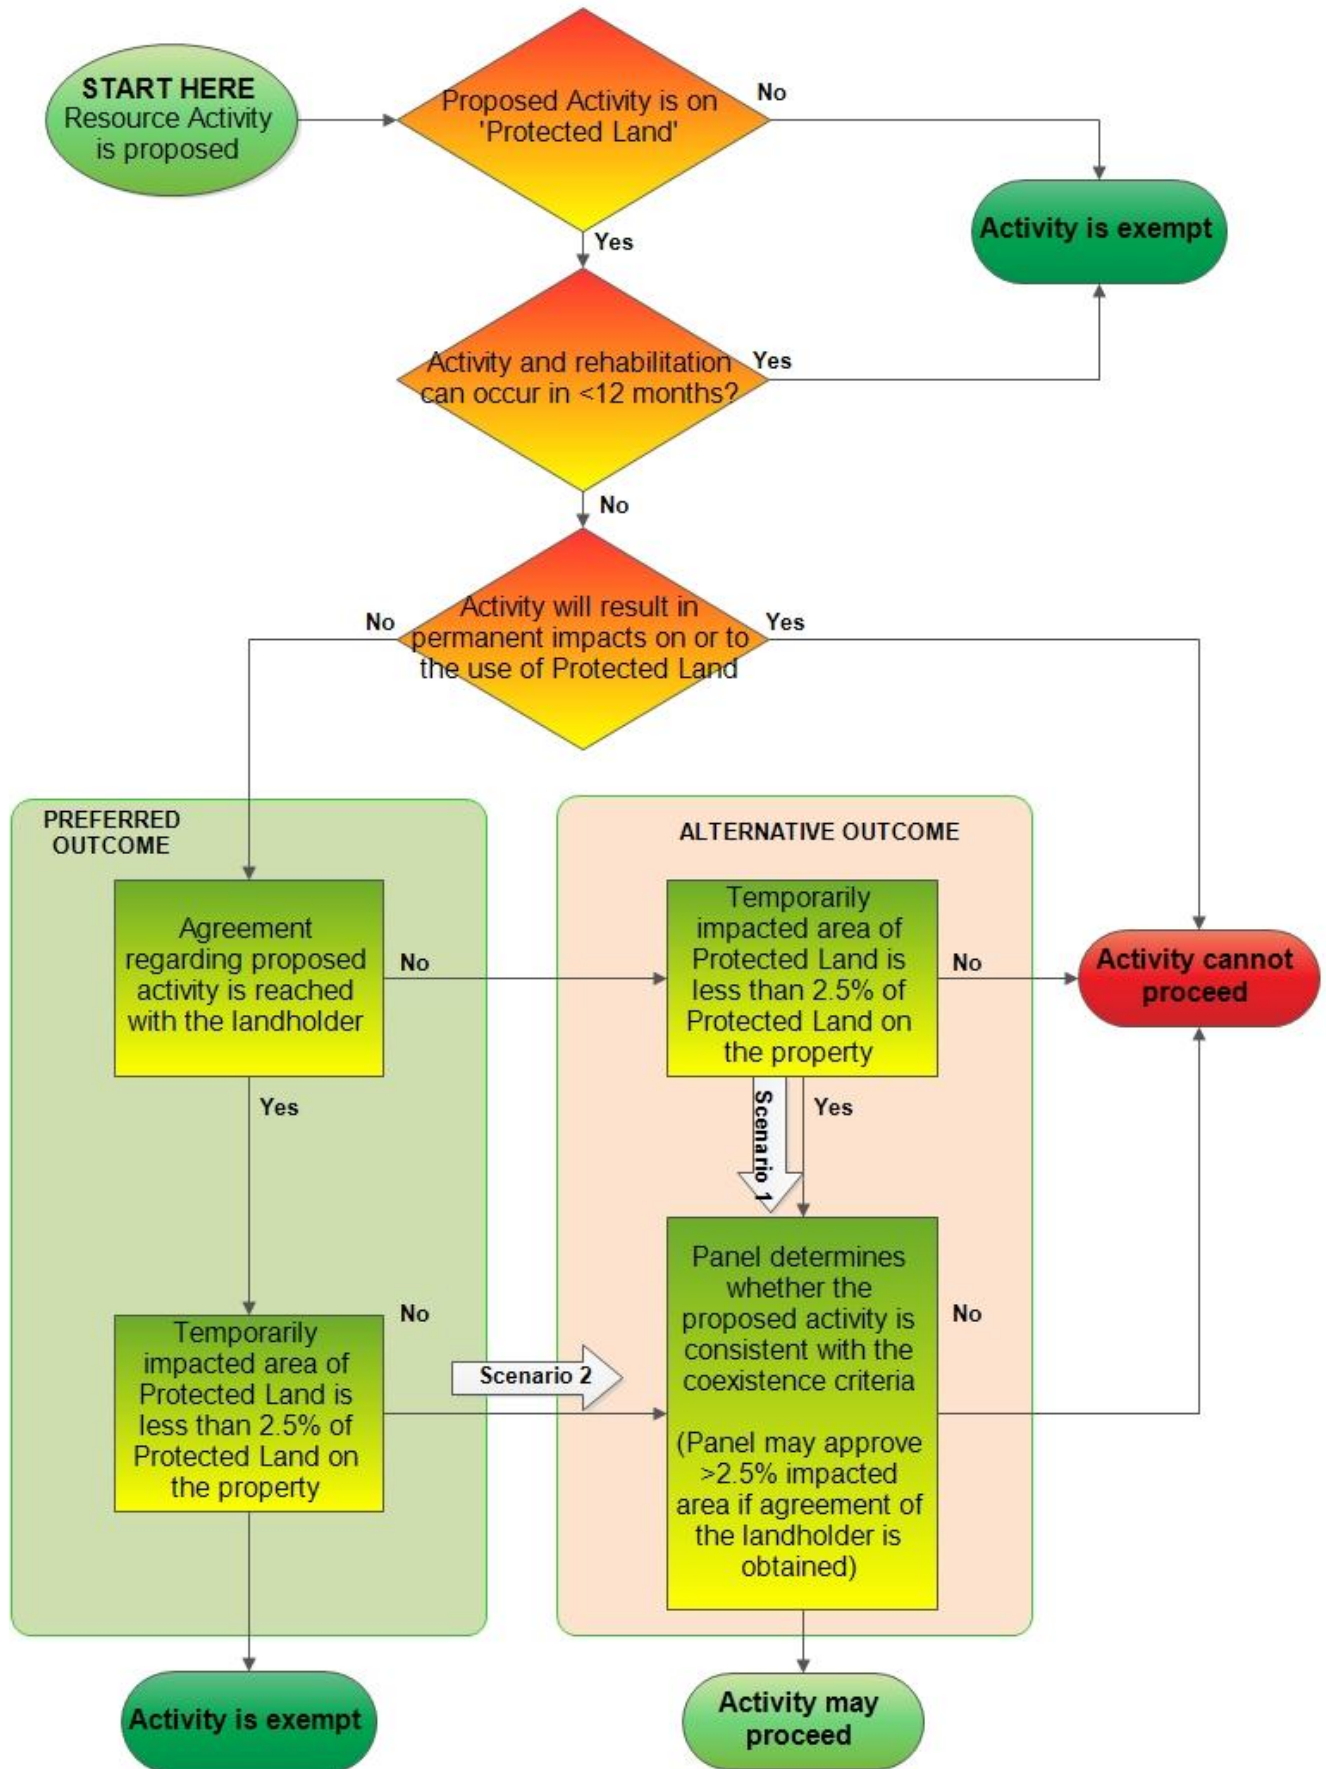 START HERE
Resource Activity
is proposed
Proposed Activity is on
'Protected Land'
No
Activity is exempt
Yes
Activity and rehabilitation
can occur in <12 months?
Yes
No
Activity will result in
permanent impacts on or to
the use of Protected Land
No
Yes
PREFERRED
OUTCOME
Agreement
regarding proposed
activity is reached
with the landholder
No
Yes
Temporarily
impacted area of
Protected Land is
less than 2.5% of
Protected Land on
the property
No
Scenario 2
Activity is exempt
ALTERNATIVE OUTCOME
Temporarily
impacted area of
Protected Land is
less than 2.5% of
Protected Land on
the property
No
Activity cannot
proceed
Scenario 1
Yes
Panel determines
whether the
proposed activity is
consistent with the
coexistence criteria
(Panel may approve
>2.5% impacted
area if agreement of
the landholder is
obtained)
No
Activity may
proceed